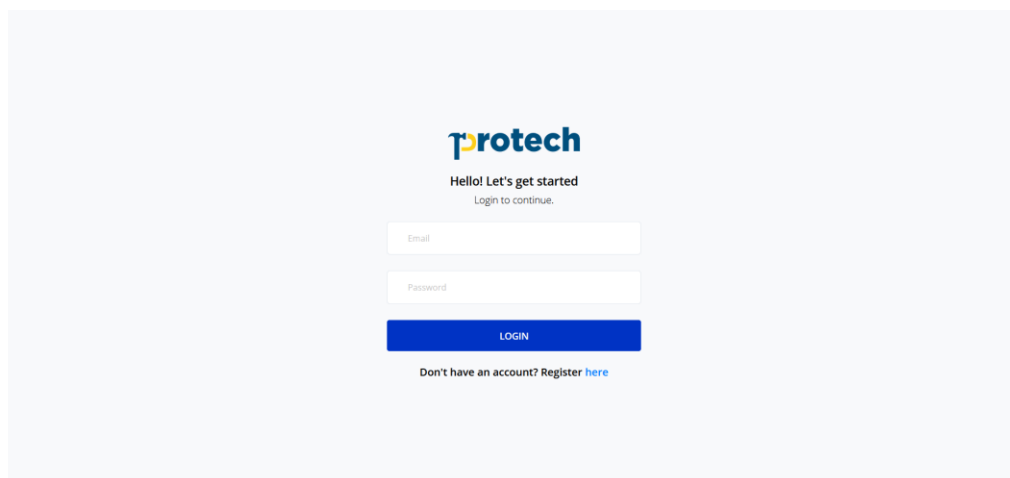 protech
Hello! Let's get started
Login to continue.
Email
Password
LOGIN
Don't have an account? Register here